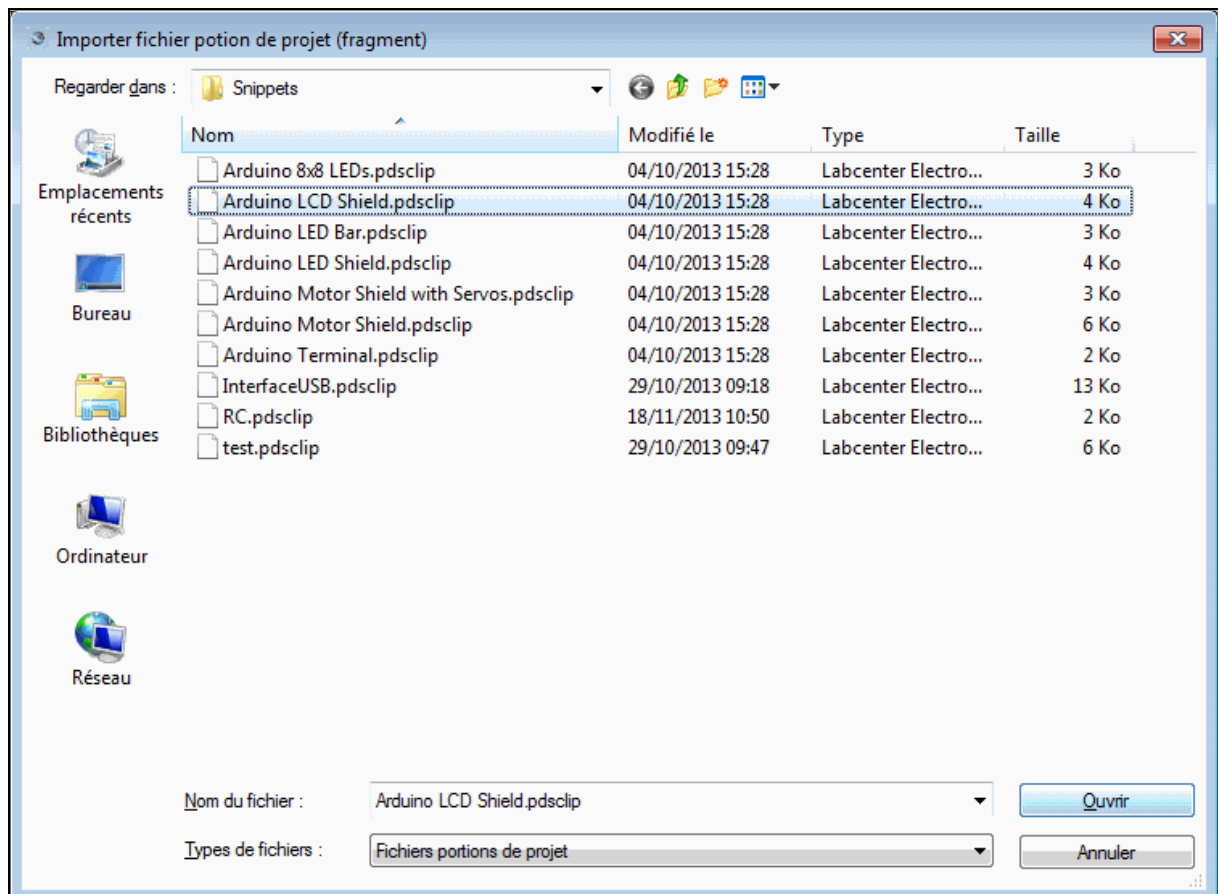 Importer fichier potion de projet (fragment)
Regarder dans : Snippets
Nom Modifié le Type Taille
Arduino 8x8 LEDs.pdsclip 04/10/2013 15:28 Labcenter Electro... 3 Ko
Arduino LCD Shield.pdsclip 04/10/2013 15:28 Labcenter Electro... 4 Ko
Arduino LED Bar.pdsclip 04/10/2013 15:28 Labcenter Electro... 3 Ko
Arduino LED Shield.pdsclip 04/10/2013 15:28 Labcenter Electro... 4 Ko
Arduino Motor Shield with Servos.pdsclip 04/10/2013 15:28 Labcenter Electro... 3 Ko
Arduino Motor Shield.pdsclip 04/10/2013 15:28 Labcenter Electro... 6 Ko
Arduino Terminal.pdsclip 04/10/2013 15:28 Labcenter Electro... 2 Ko
InterfaceUSB.pdsclip 29/10/2013 09:18 Labcenter Electro... 13 Ko
RC.pdsclip 18/11/2013 10:50 Labcenter Electro... 2 Ko
test.pdsclip 29/10/2013 09:47 Labcenter Electro... 6 Ko
Emplacements
récents
Bureau
Bibliothèques
Ordinateur
Réseau
Nom du fichier : Arduino LCD Shield.pdsclip Ouvrir
Types de fichiers : Fichiers portions de projet Annuler